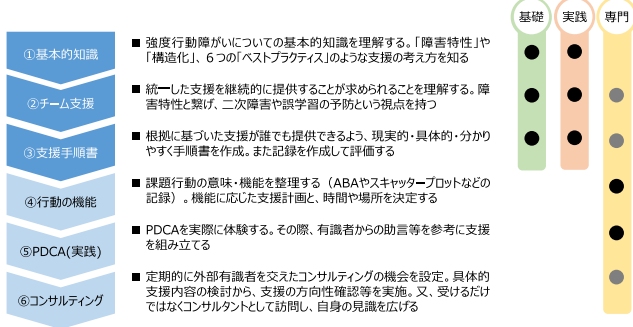 基礎 実践 専門
①基本的知識
■ 強度行動障がいについての基本的知識を理解する。「障害特性」や
「構造化」、6つの「ベストプラクティス」のような支援の考え方を知る
②チーム支援
■ 統一した支援を継続的に提供することが求められることを理解する。障
害特性と繋げ、二次障害や誤学習の予防という視点を持つ
③支援手順書
■ 根拠に基づいた支援が誰でも提供できるよう、現実的・具体的・分かり
やすく手順書を作成。また記録を作成して評価する
④行動の機能
■ 課題行動の意味・機能を整理する(ABAやスキャッタープロットなどの
記録)。機能に応じた支援計画と、時間や場所を決定する
⑤PDCA(実践)
■ PDCAを実際に体験する。その際、有識者からの助言等を参考に支援
を組み立てる
⑥コンサルティング
■ 定期的に外部有識者を交えたコンサルティングの機会を設定。具体的
支援内容の検討から、支援の方向性確認等を実施。又、受けるだけ
ではなくコンサルタントとして訪問し、自身の見識を広げる